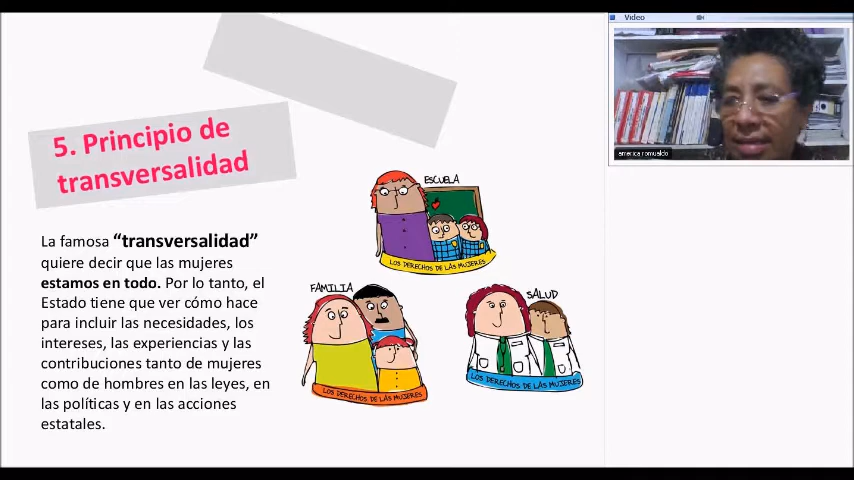 Video
america romualdo
5. Principio de
transversalidad
La famosa “transversalidad”
quiere decir que las mujeres
estamos en todo. Por lo tanto, el
Estado tiene que ver cómo hace
para incluir las necesidades, los
intereses, las experiencias y las
contribuciones tanto de mujeres
como de hombres en las leyes, en
las políticas y en las acciones
estatales.
ESCUELA
LOS DERECHOS DE LAS MUJERES
FAMILIA
LOS DERECHOS DE LAS MUJERES
SALUD
LOS DERECHOS DE LAS MUJERES